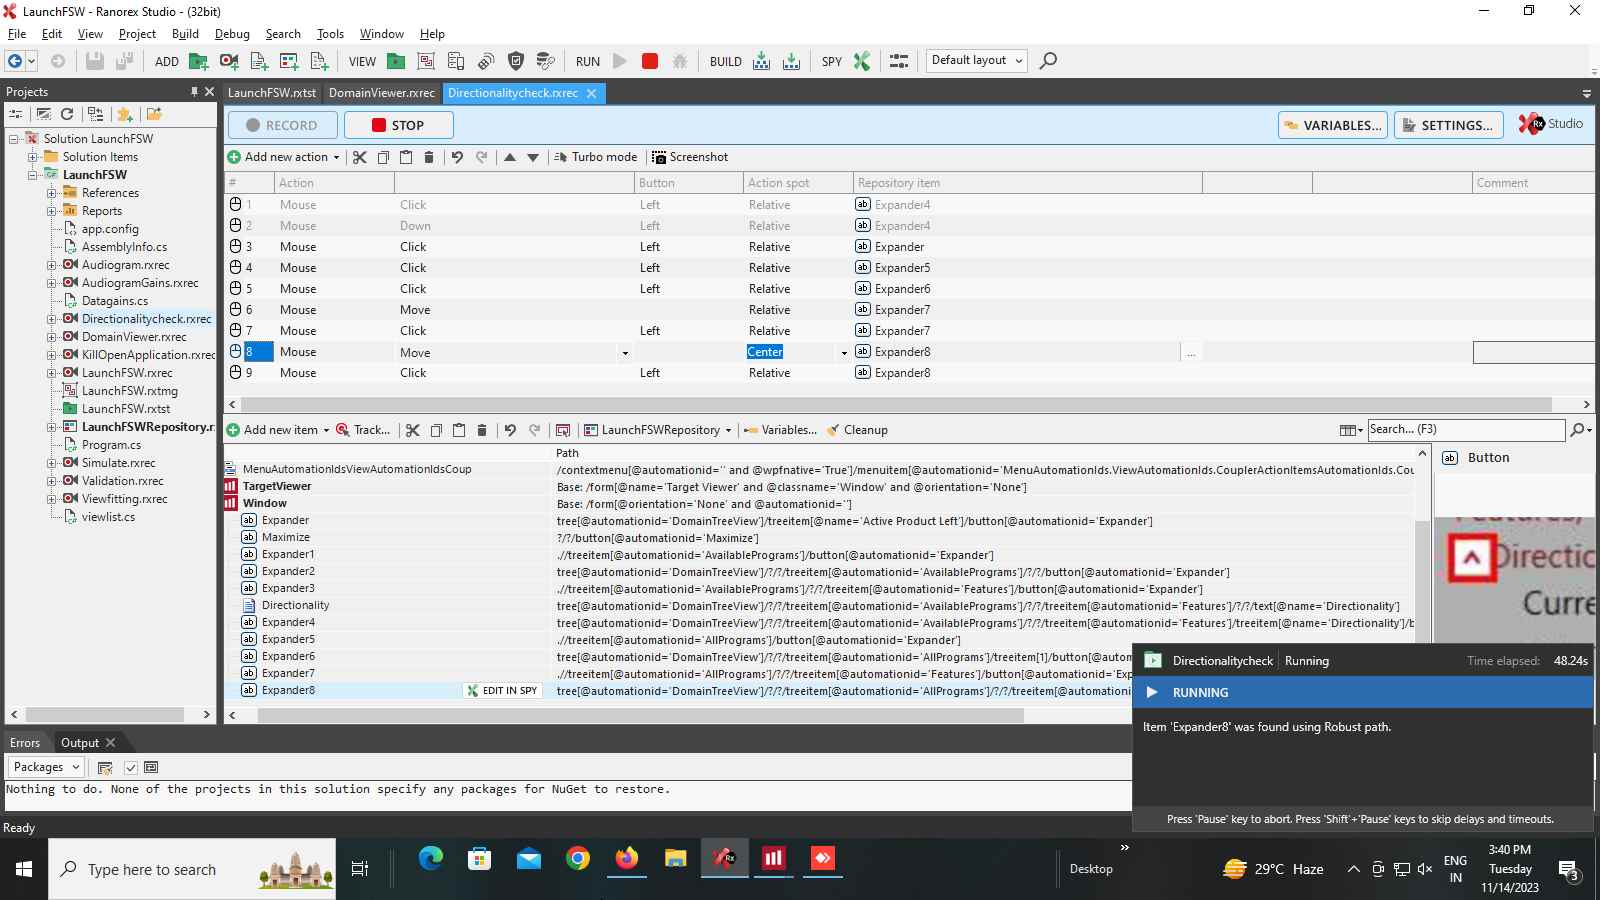 LaunchFSW - Ranorex Studio - (32bit)
File Edit View Project Build Debug Search Tools Window Help
ADD VIEW RUN BUILD SPY Default layout
Projects
LaunchFSW.rxtst DomainViewer.rxrec Directionalitycheck.rxrec
RECORD STOP VARIABLES... SETTINGS... Rx Studio
Add new action Turbo mode Screenshot
# Action Button Action spot Repository item Comment
1 Mouse Click Left Relative Expander4
2 Mouse Down Left Relative Expander4
3 Mouse Click Left Relative Expander
4 Mouse Click Left Relative Expander5
5 Mouse Click Left Relative Expander6
6 Mouse Move Relative Expander7
7 Mouse Click Left Relative Expander7
8 Mouse Move Center Expander8 ...
9 Mouse Click Left Relative Expander8
Solution LaunchFSW
Solution Items
LaunchFSW
References
Reports
app.config
AssemblyInfo.cs
Audiogram.rxrec
AudiogramGains.rxrec
Datagains.cs
Directionalitycheck.rxrec
DomainViewer.rxrec
KillOpenApplication.rxrec
LaunchFSW.rxrec
LaunchFSW.rxtmg
LaunchFSW.rxtst
LaunchFSWRepository.r
Program.cs
Simulate.rxrec
Validation.rxrec
Viewfitting.rxrec
viewlist.cs
Add new item Track... LaunchFSWRepository Variables... Cleanup Search... (F3)
Path
MenuAutomationIdsViewAutomationIdsCoup /contextmenu[@automationid='' and @wpfnative='True']/menuitem[@automationid='MenuAutomationIds.ViewAutomationIds.CouplerActionItemsAutomationIds.Cou
TargetViewer Base: /form[@name='Target Viewer' and @classname='Window' and @orientation='None']
Window Base: /form[@orientation='None' and @automationid='']
Expander tree[@automationid='DomainTreeView']/treeitem[@name='Active Product Left']/button[@automationid='Expander']
Maximize ?/?/button[@automationid='Maximize']
Expander1 .//treeitem[@automationid='AvailablePrograms']/button[@automationid='Expander']
Expander2 tree[@automationid='DomainTreeView']/?/?/treeitem[@automationid='AvailablePrograms']/?/?/button[@automationid='Expander']
Expander3 .//treeitem[@automationid='AvailablePrograms']/?/?/treeitem[@automationid='Features']/button[@automationid='Expander']
Directionality tree[@automationid='DomainTreeView']/?/?/treeitem[@automationid='AvailablePrograms']/?/?/treeitem[@automationid='Features']/?/?/text[@name='Directionality']
Expander4 tree[@automationid='DomainTreeView']/?/?/treeitem[@automationid='AvailablePrograms']/?/?/treeitem[@automationid='Features']/treeitem[@name='Directionality']/b
Expander5 .//treeitem[@automationid='AllPrograms']/button[@automationid='Expander']
Expander6 tree[@automationid='DomainTreeView']/?/?/treeitem[@automationid='AllPrograms']/treeitem[1]/button[@autom
Expander7 .//treeitem[@automationid='AllPrograms']/?/?/treeitem[@automationid='Features']/button[@automationid='Exp
Expander8 EDIT IN SPY tree[@automationid='DomainTreeView']/?/?/treeitem[@automationid='AllPrograms']/?/?/treeitem[@automationi
Button
Directio
Curre
Directionalitycheck Running Time elapsed: 48.24s
RUNNING
Item 'Expander8' was found using Robust path.
Press 'Pause' key to abort. Press 'Shift'+'Pause' keys to skip delays and timeouts.
Errors Output
Packages
Nothing to do. None of the projects in this solution specify any packages for NuGet to restore.
Ready
Type here to search
Desktop
29°C Haze
ENG
IN
3:40 PM
Tuesday
11/14/2023
3